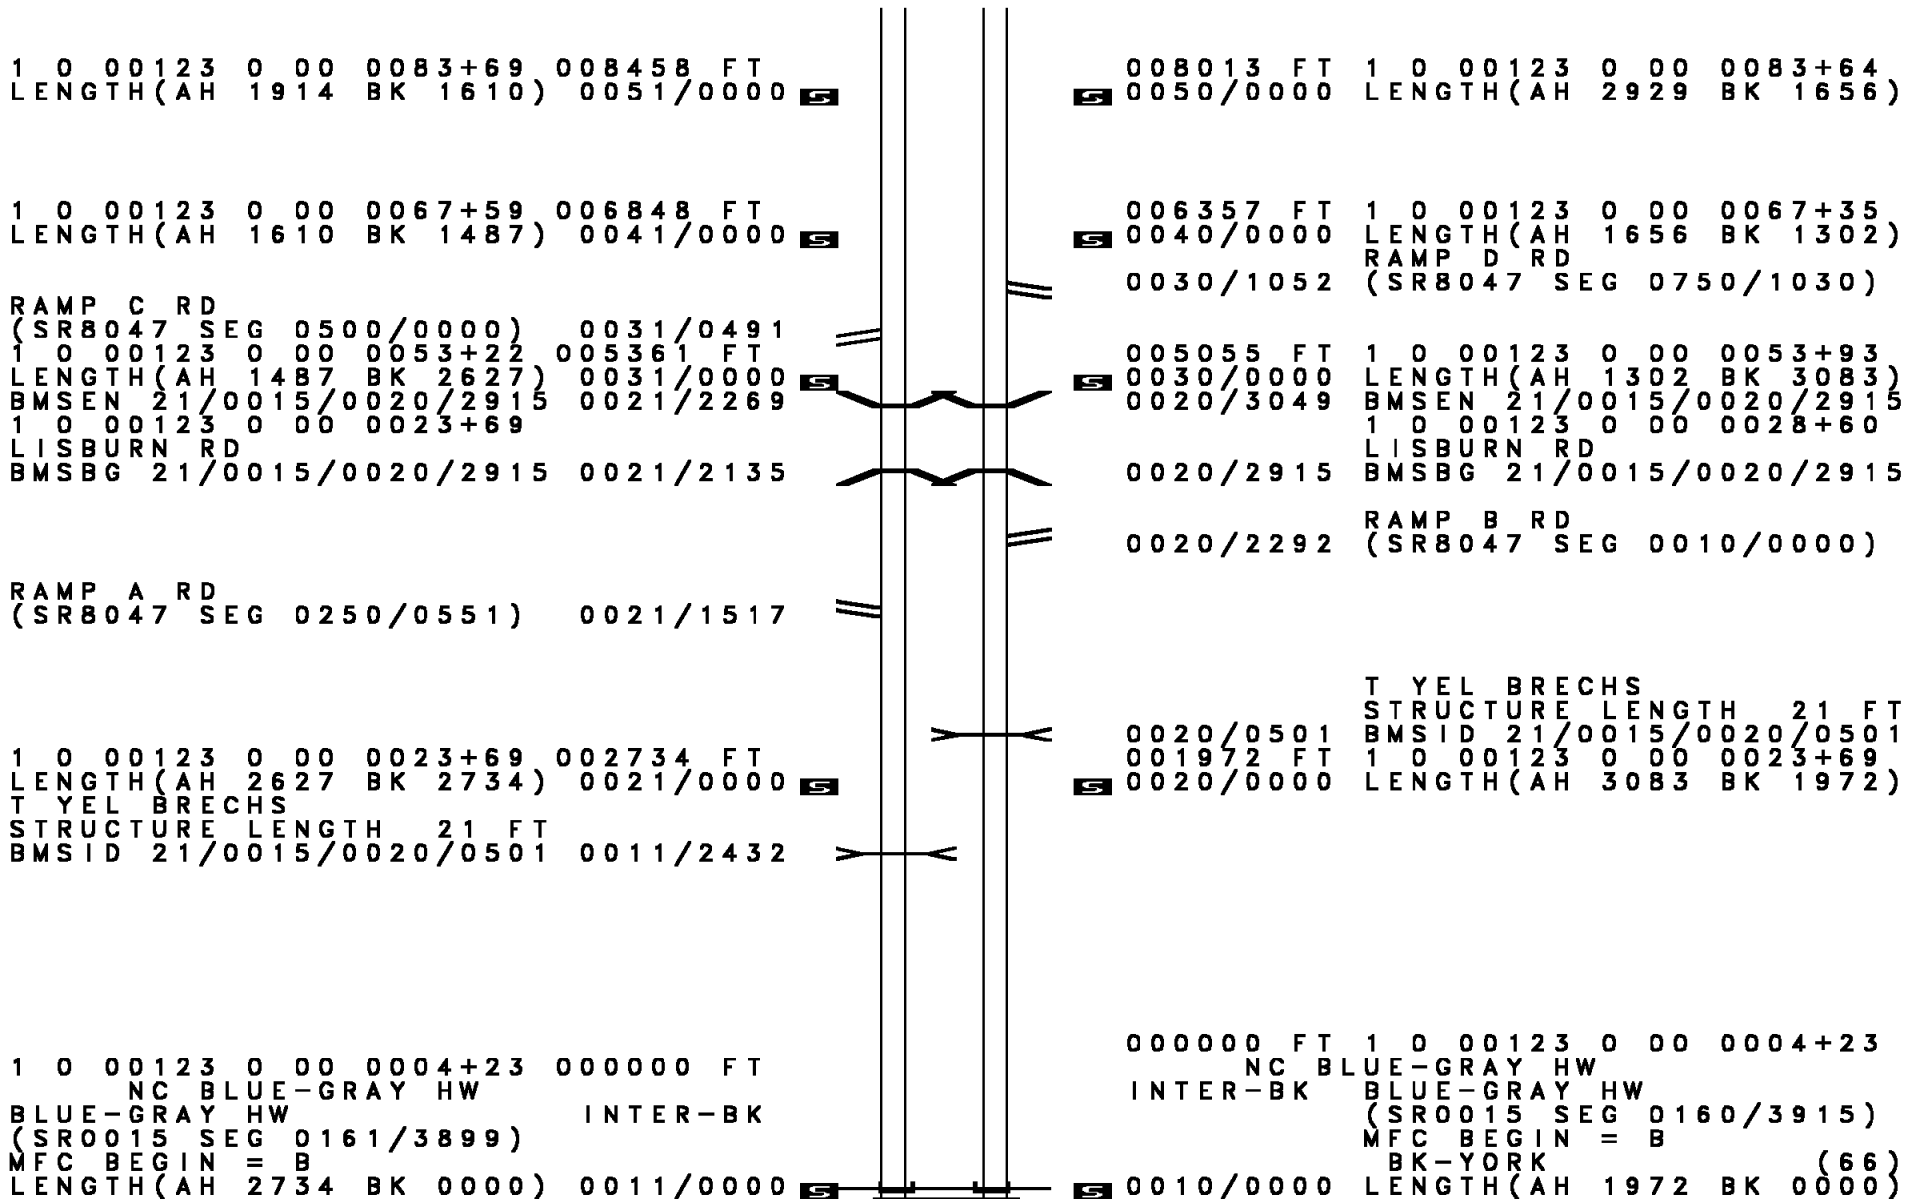 1 0 00123 0 00 0083+69 008458 FT
LENGTH(AH 1914 BK 1610) 0051/0000 S
1 0 00123 0 00 0067+59 006848 FT
LENGTH(AH 1610 BK 1487) 0041/0000 S
RAMP C RD
(SR8047 SEG 0500/0000) 0031/0491
1 0 00123 0 00 0053+22 005361 FT
LENGTH(AH 1487 BK 2627) 0031/0000 S
BMSEN 21/0015/0020/2915 0021/2269
1 0 00123 0 00 0023+69
LISBURN RD
BMSBG 21/0015/0020/2915 0021/2135
RAMP A RD
(SR8047 SEG 0250/0551) 0021/1517
1 0 00123 0 00 0023+69 002734 FT
LENGTH(AH 2627 BK 2734) 0021/0000 S
T YEL BRECHS
STRUCTURE LENGTH 21 FT
BMSID 21/0015/0020/0501 0011/2432
1 0 00123 0 00 0004+23 000000 FT
NC BLUE-GRAY HW
BLUE-GRAY HW INTER-BK
(SR0015 SEG 0161/3899)
MFC BEGIN = B
LENGTH(AH 2734 BK 0000) 0011/0000 S
008013 FT 1 0 00123 0 00 0083+64
S 0050/0000 LENGTH(AH 2929 BK 1656)
006357 FT 1 0 00123 0 00 0067+35
S 0040/0000 LENGTH(AH 1656 BK 1302)
RAMP D RD
0030/1052 (SR8047 SEG 0750/1030)
005055 FT 1 0 00123 0 00 0053+93
S 0030/0000 LENGTH(AH 1302 BK 3083)
0020/3049 BMSEN 21/0015/0020/2915
1 0 00123 0 00 0028+60
LISBURN RD
0020/2915 BMSBG 21/0015/0020/2915
RAMP B RD
0020/2292 (SR8047 SEG 0010/0000)
T YEL BRECHS
STRUCTURE LENGTH 21 FT
0020/0501 BMSID 21/0015/0020/0501
001972 FT 1 0 00123 0 00 0023+69
S 0020/0000 LENGTH(AH 3083 BK 1972)
000000 FT 1 0 00123 0 00 0004+23
NC BLUE-GRAY HW
INTER-BK BLUE-GRAY HW
(SR0015 SEG 0160/3915)
MFC BEGIN = B
BK-YORK (66)
S 0010/0000 LENGTH(AH 1972 BK 0000)